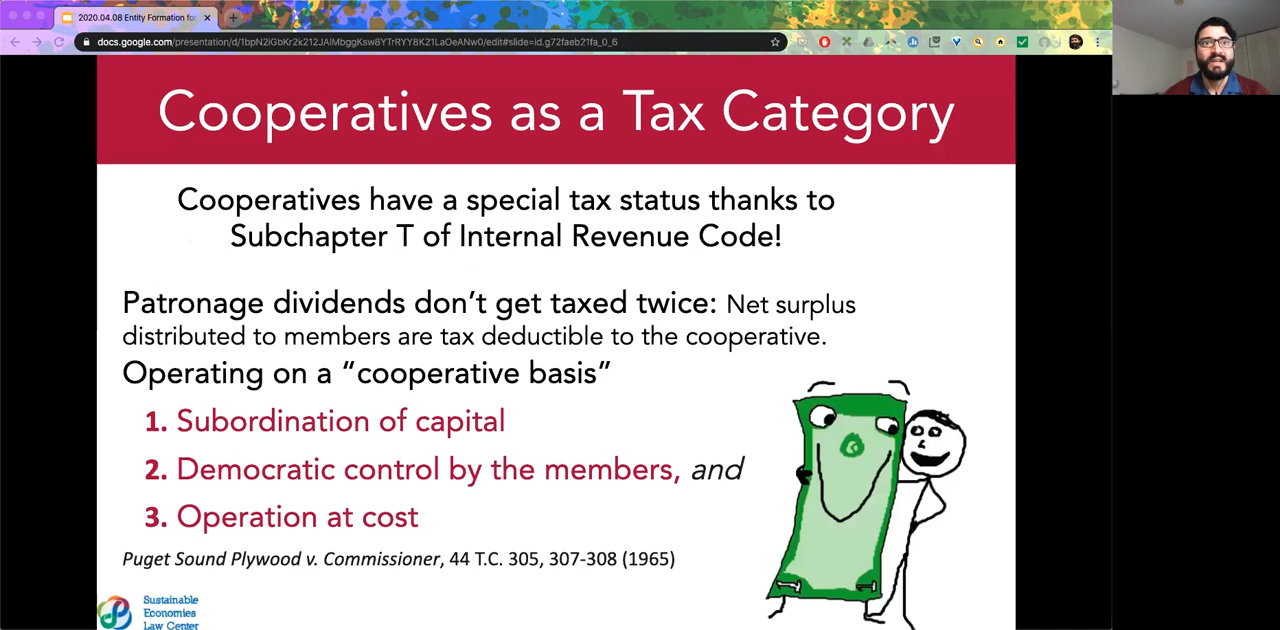 2020.04.08 Entity Formation for
docs.google.com/presentation/d/1bpN2iGbKr2k212JAIMbggKsw8YTrRYY8K21LaOeANw0/edit#slide=id.g72faeb21fa_0_6
Cooperatives as a Tax Category
Cooperatives have a special tax status thanks to
Subchapter T of Internal Revenue Code!
Patronage dividends don't get taxed twice: Net surplus
distributed to members are tax deductible to the cooperative.
Operating on a “cooperative basis”
1. Subordination of capital
2. Democratic control by the members, and
3. Operation at cost
Puget Sound Plywood v. Commissioner, 44 T.C. 305, 307-308 (1965)
Sustainable
Economies
Law Center